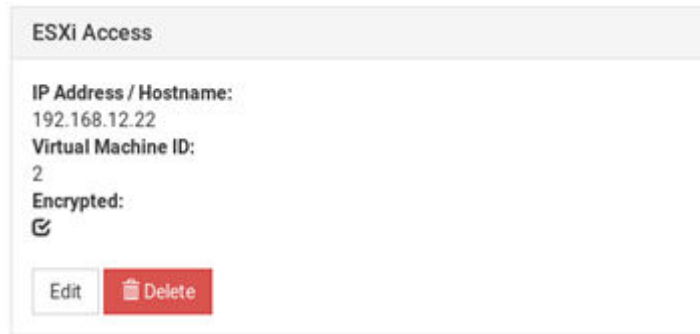 ESXi Access
IP Address / Hostname:
192.168.12.22
Virtual Machine ID:
2
Encrypted:
Edit Delete